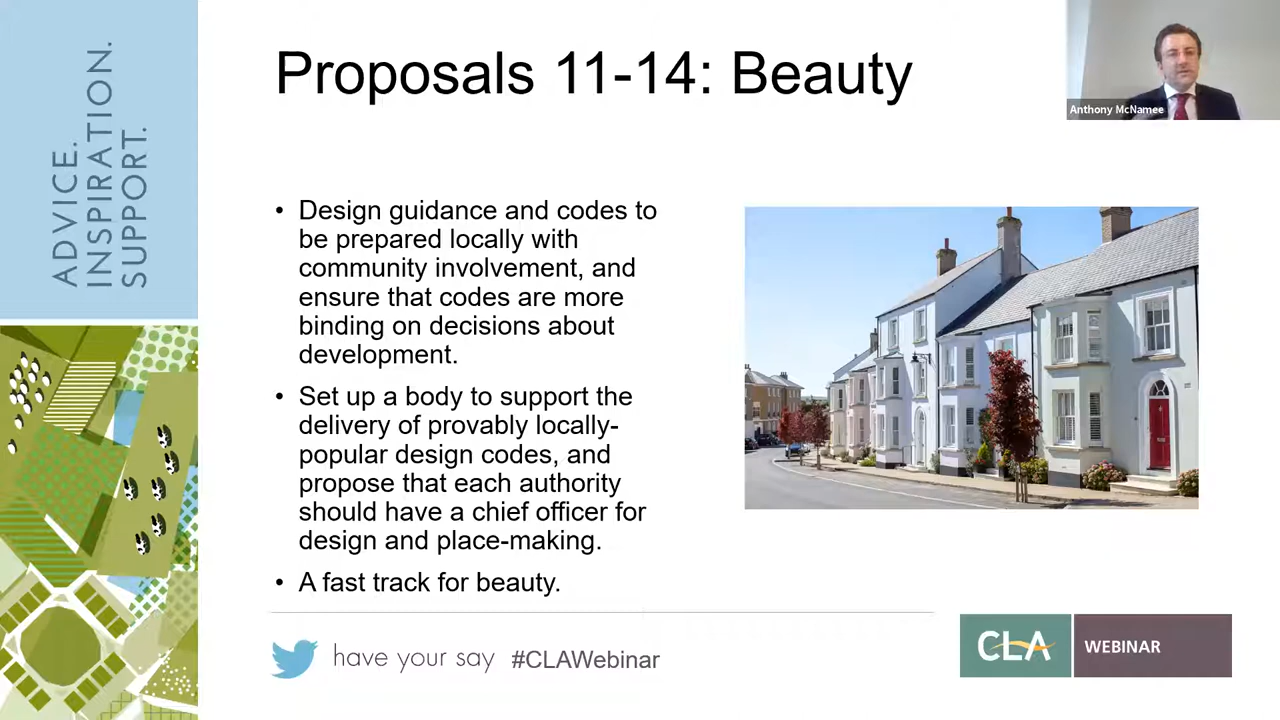 ADVICE.
INSPIRATION.
SUPPORT.
Proposals 11-14: Beauty
Anthony McNamee
• Design guidance and codes to
be prepared locally with
community involvement, and
ensure that codes are more
binding on decisions about
development.
• Set up a body to support the
delivery of provably locally-
popular design codes, and
propose that each authority
should have a chief officer for
design and place-making.
• A fast track for beauty.
have your say #CLAWebinar
CLA WEBINAR